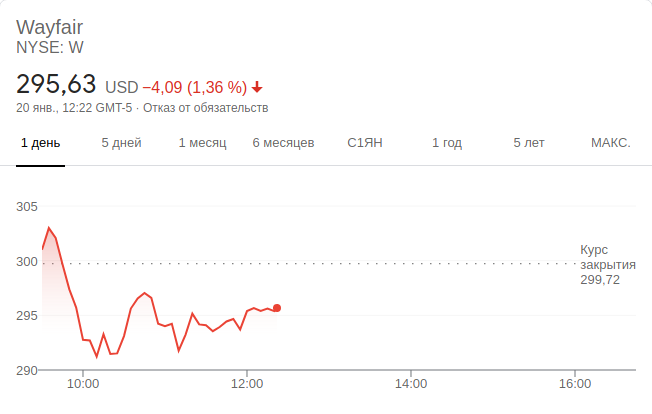 Wayfair
NYSE: W
295,63 USD −4,09 (1,36 %)
20 янв., 12:22 GMT-5 · Отказ от обязательств
1 день 5 дней 1 месяц 6 месяцев С1ЯН 1 год 5 лет МАКС.
305
300
295
290
Курс
закрытия
299,72
10:00 12:00 14:00 16:00